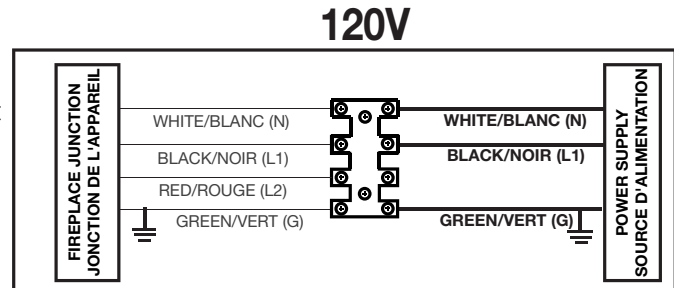 120V
FIREPLACE JUNCTION
JONCTION DE L'APPAREIL
WHITE/BLANC (N)
BLACK/NOIR (L1)
RED/ROUGE (L2)
GREEN/VERT (G)
WHITE/BLANC (N)
BLACK/NOIR (L1)
GREEN/VERT (G)
POWER SUPPLY
SOURCE D'ALIMENTATION